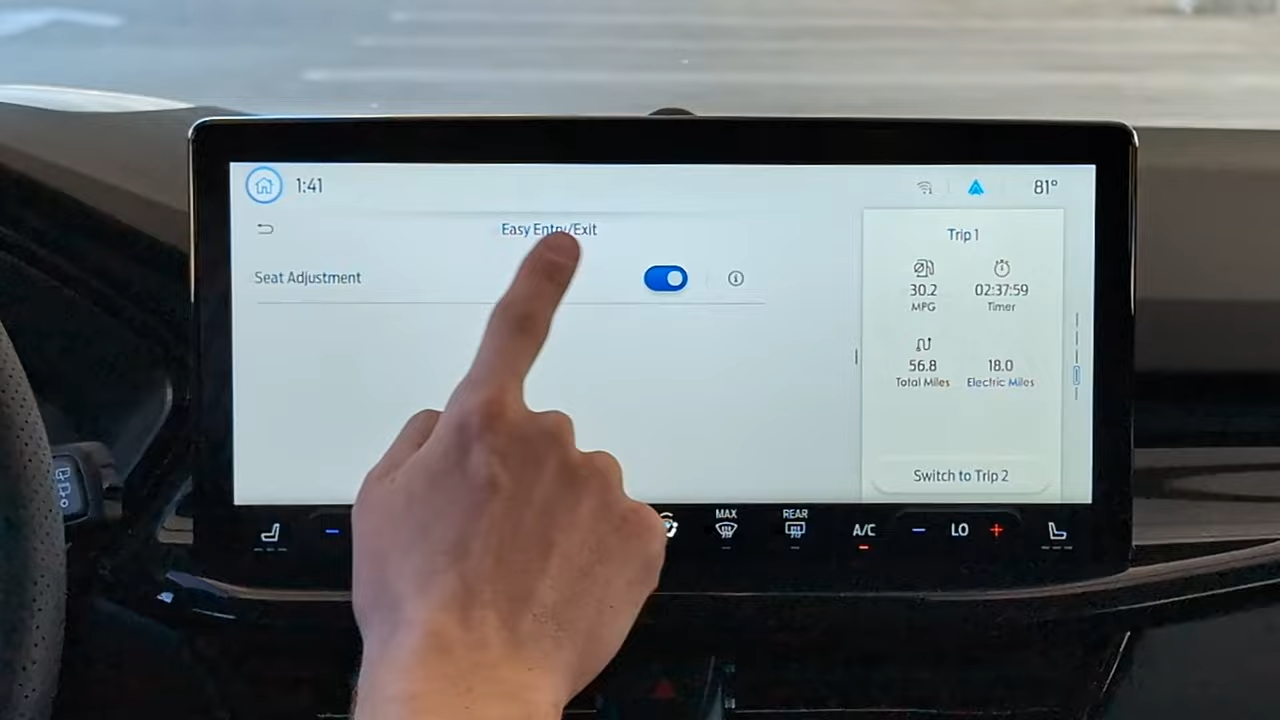 1:41
81°
Easy Entry/Exit
Seat Adjustment
Trip 1
30.2
MPG
02:37:59
Timer
56.8
Total Miles
18.0
Electric Miles
Switch to Trip 2
MAX
REAR
A/C
LO